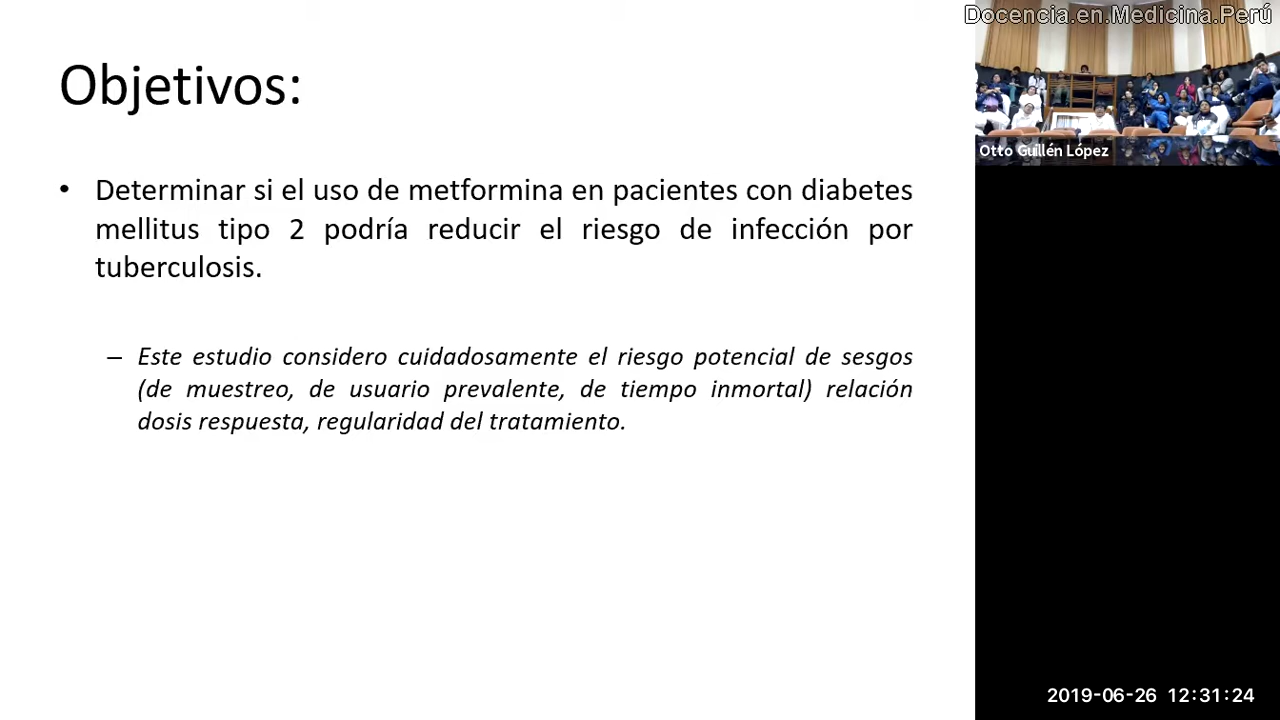 Objetivos:
• Determinar si el uso de metformina en pacientes con diabetes
mellitus tipo 2 podría reducir el riesgo de infección por
tuberculosis.
– Este estudio considero cuidadosamente el riesgo potencial de sesgos
(de muestreo, de usuario prevalente, de tiempo inmortal) relación
dosis respuesta, regularidad del tratamiento.
Docencia.en.Medicina.Perú
Otto Guillén López
2019-06-26 12:31:24